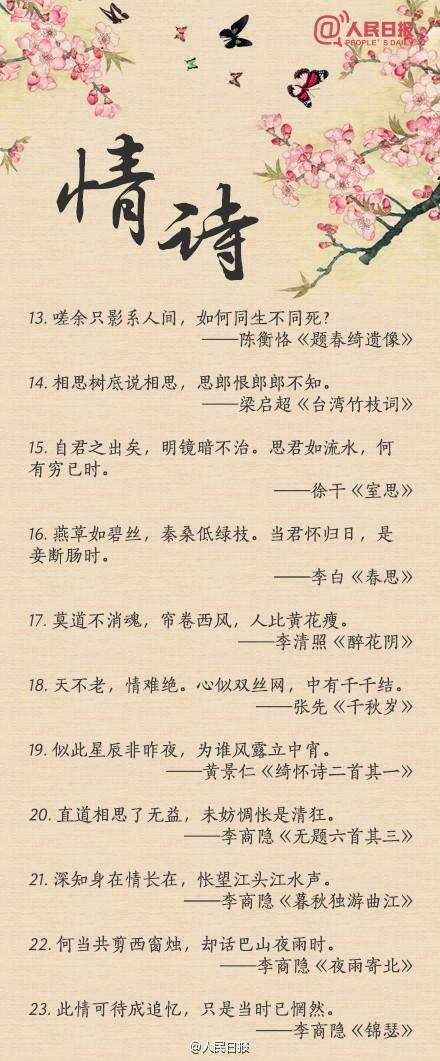 @人民日报
PEOPLE'S DAILY
情诗
13. 嗟余只影系人间，如何同生不同死？
——陈衡恪《题春绮遗像》
14. 相思树底说相思，思郎恨郎郎不知。
——梁启超《台湾竹枝词》
15. 自君之出矣，明镜暗不治。思君如流水，何
有穷已时。
——徐干《室思》
16. 燕草如碧丝，秦桑低绿枝。当君怀归日，是
妾断肠时。
——李白《春思》
17. 莫道不消魂，帘卷西风，人比黄花瘦。
——李清照《醉花阴》
18. 天不老，情难绝。心似双丝网，中有千千结。
——张先《千秋岁》
19. 似此星辰非昨夜，为谁风露立中宵。
——黄景仁《绮怀诗二首其一》
20. 直道相思了无益，未妨惆怅是清狂。
——李商隐《无题六首其三》
21. 深知身在情长在，怅望江头江水声。
——李商隐《暮秋独游曲江》
22. 何当共剪西窗烛，却话巴山夜雨时。
——李商隐《夜雨寄北》
23. 此情可待成追忆，只是当时已惘然。
——李商隐《锦瑟》
@人民日报